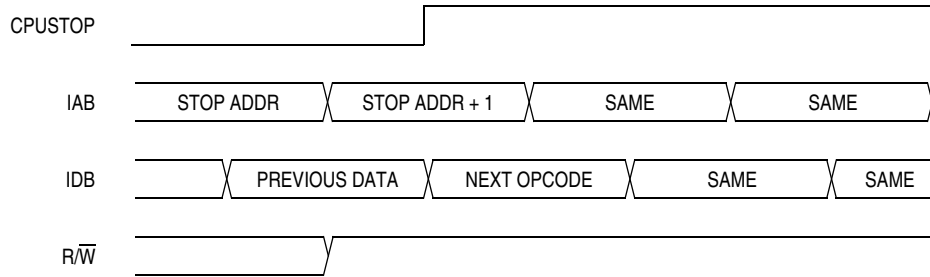 CPUSTOP
IAB STOP ADDR STOP ADDR + 1 SAME SAME
IDB PREVIOUS DATA NEXT OPCODE SAME SAME
R/W̅